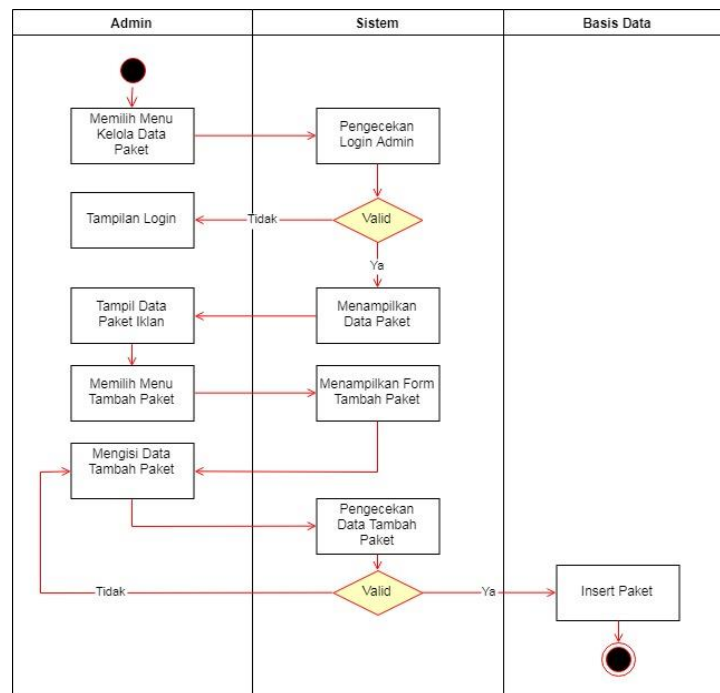 Admin
Sistem
Basis Data
Memilih Menu
Kelola Data
Paket
Pengecekan
Login Admin
Tampilan Login
Tidak
Valid
Ya
Tampil Data
Paket Iklan
Menampilkan
Data Paket
Memilih Menu
Tambah Paket
Menampilkan Form
Tambah Paket
Mengisi Data
Tambah Paket
Pengecekan
Data Tambah
Paket
Tidak
Valid
Ya
Insert Paket